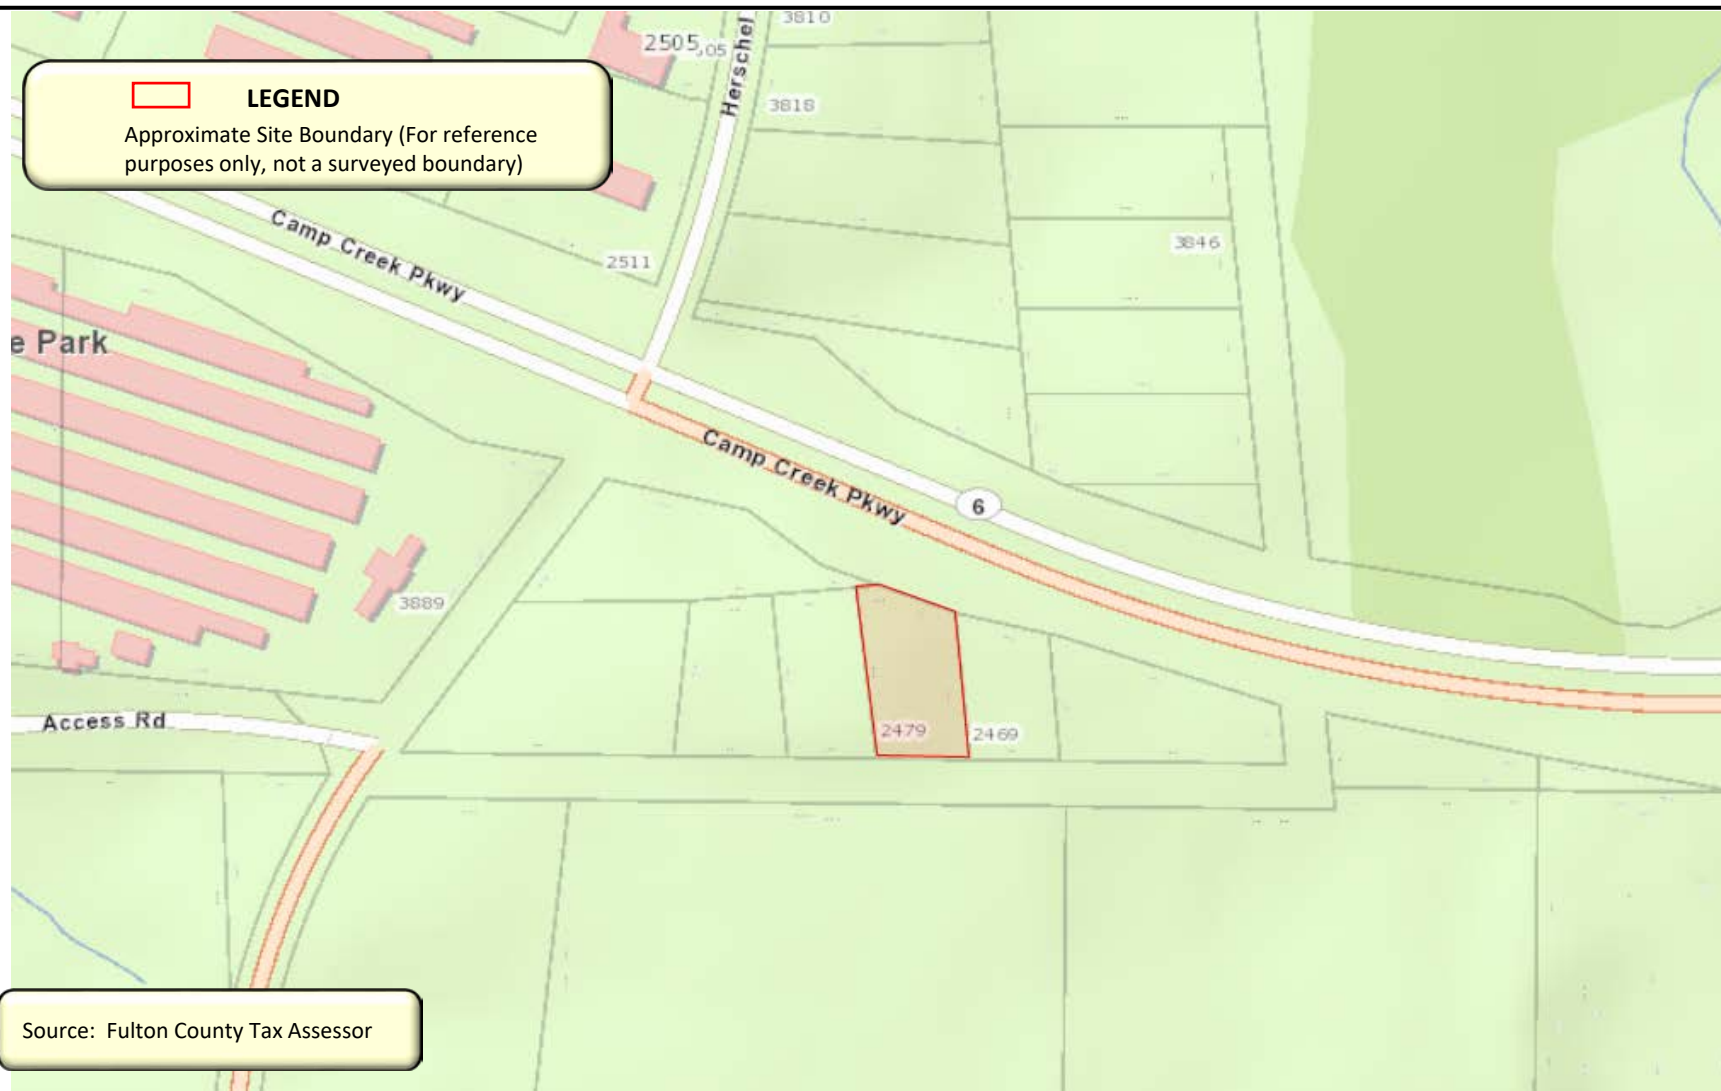 3810
2505
05
Herschel
LEGEND
Approximate Site Boundary (For reference
purposes only, not a surveyed boundary)
3818
Camp Creek Pkwy
2511
3846
e Park
Camp Creek Pkwy
6
3889
Access Rd
2479
2469
Source: Fulton County Tax Assessor